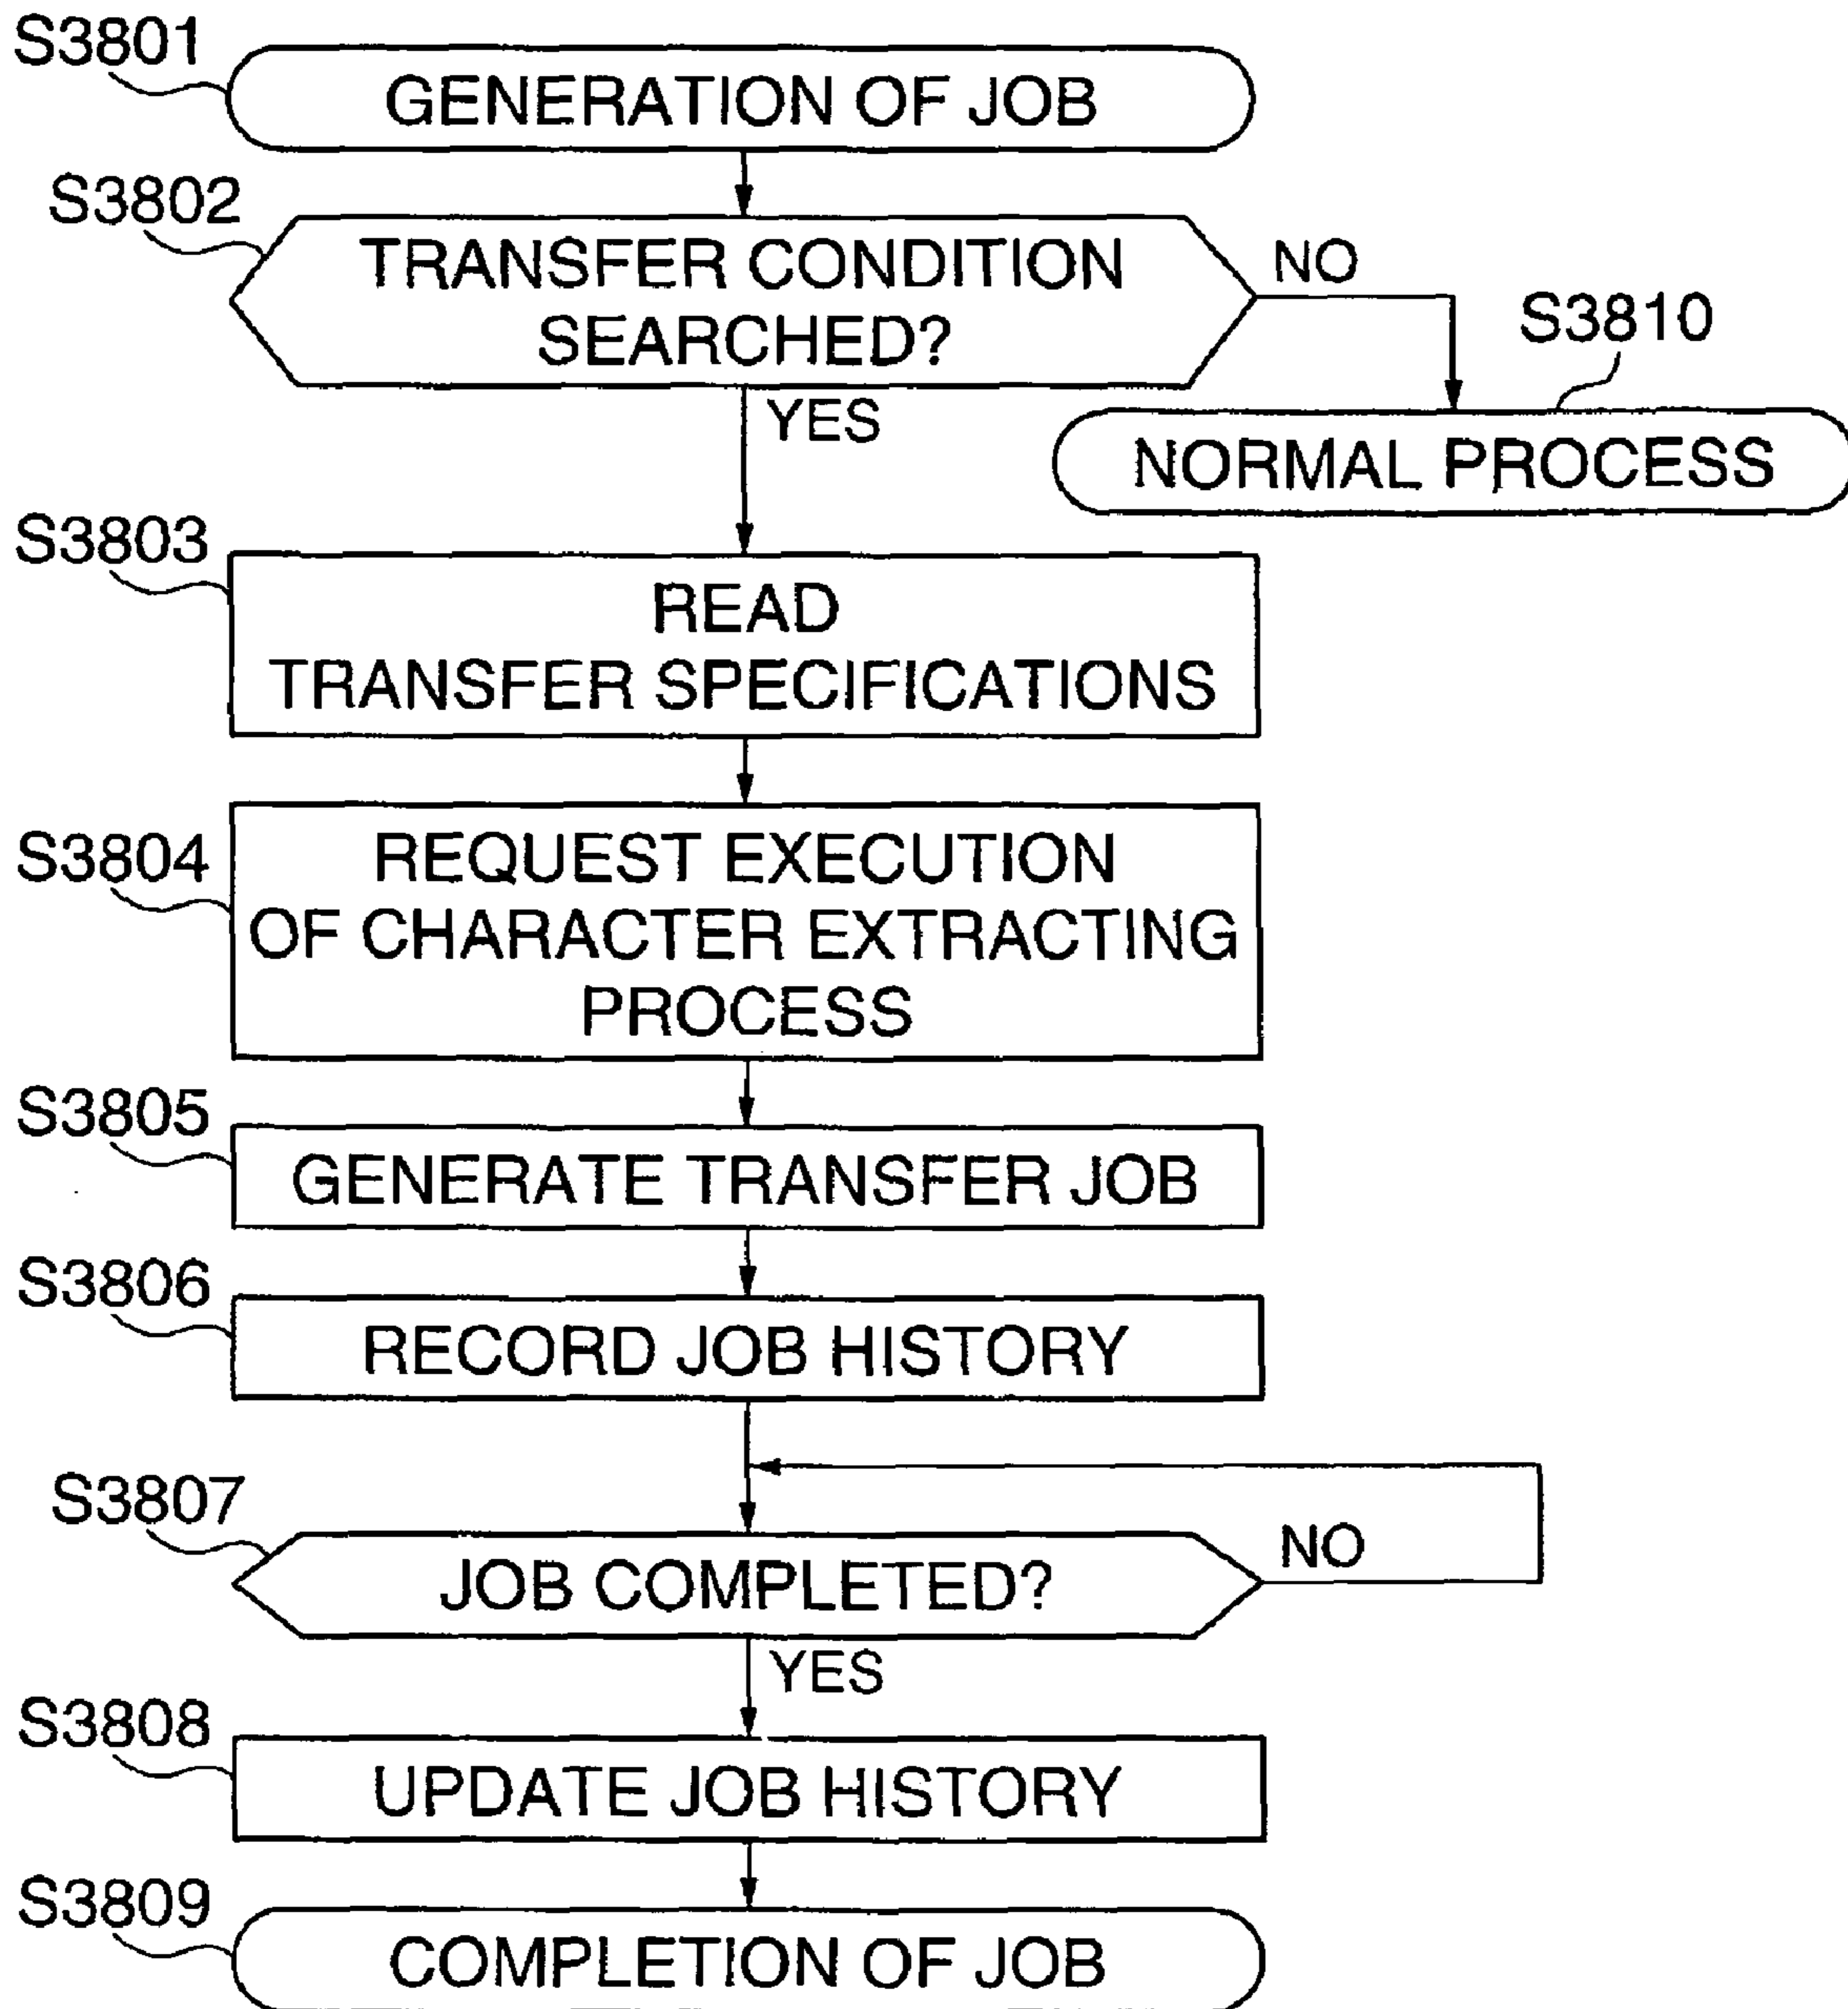 S3801
GENERATION OF JOB
S3802
TRANSFER CONDITION
SEARCHED?
NO
S3810
YES
NORMAL PROCESS
S3803
READ
TRANSFER SPECIFICATIONS
S3804
REQUEST EXECUTION
OF CHARACTER EXTRACTING
PROCESS
S3805
GENERATE TRANSFER JOB
S3806
RECORD JOB HISTORY
S3807
JOB COMPLETED?
NO
YES
S3808
UPDATE JOB HISTORY
S3809
COMPLETION OF JOB